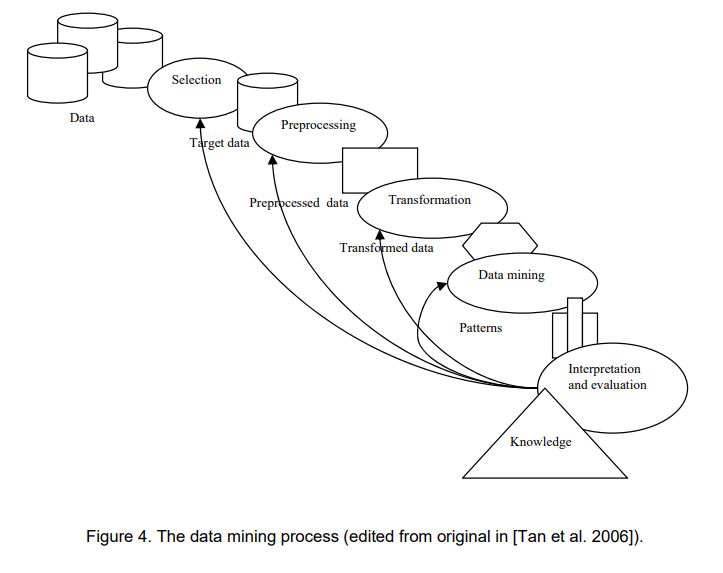 Selection
Data
Preprocessing
Target data
Transformation
Preprocessed data
Transformed data
Data mining
Patterns
Interpretation
and evaluation
Knowledge
Figure 4. The data mining process (edited from original in [Tan et al. 2006]).